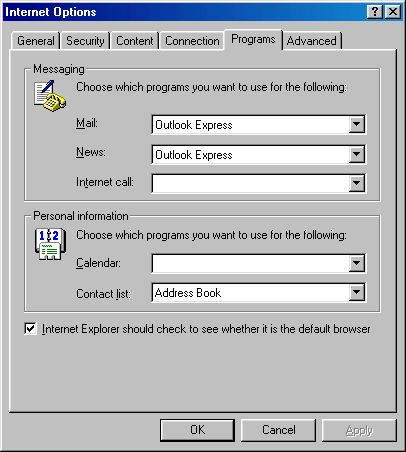 Internet Options
General Security Content Connection Programs Advanced
Messaging
Choose which programs you want to use for the following:
Mail: Outlook Express
News: Outlook Express
Internet call:
Personal information
Choose which programs you want to use for the following:
Calendar:
Contact list: Address Book
Internet Explorer should check to see whether it is the default browser
OK Cancel Apply